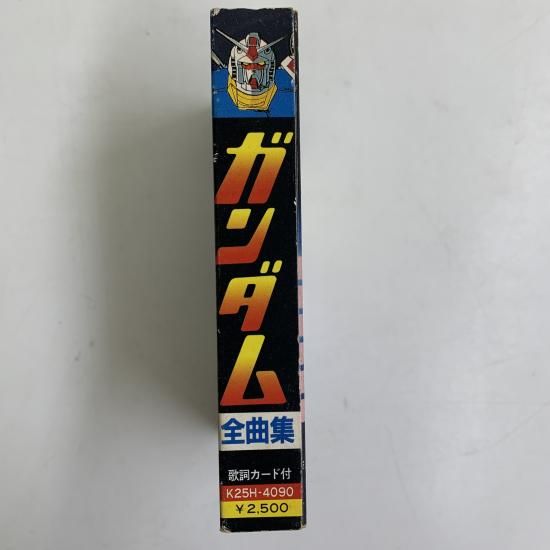 ガンダム
全曲集
歌詞カード付
K25H-4090
¥2,500